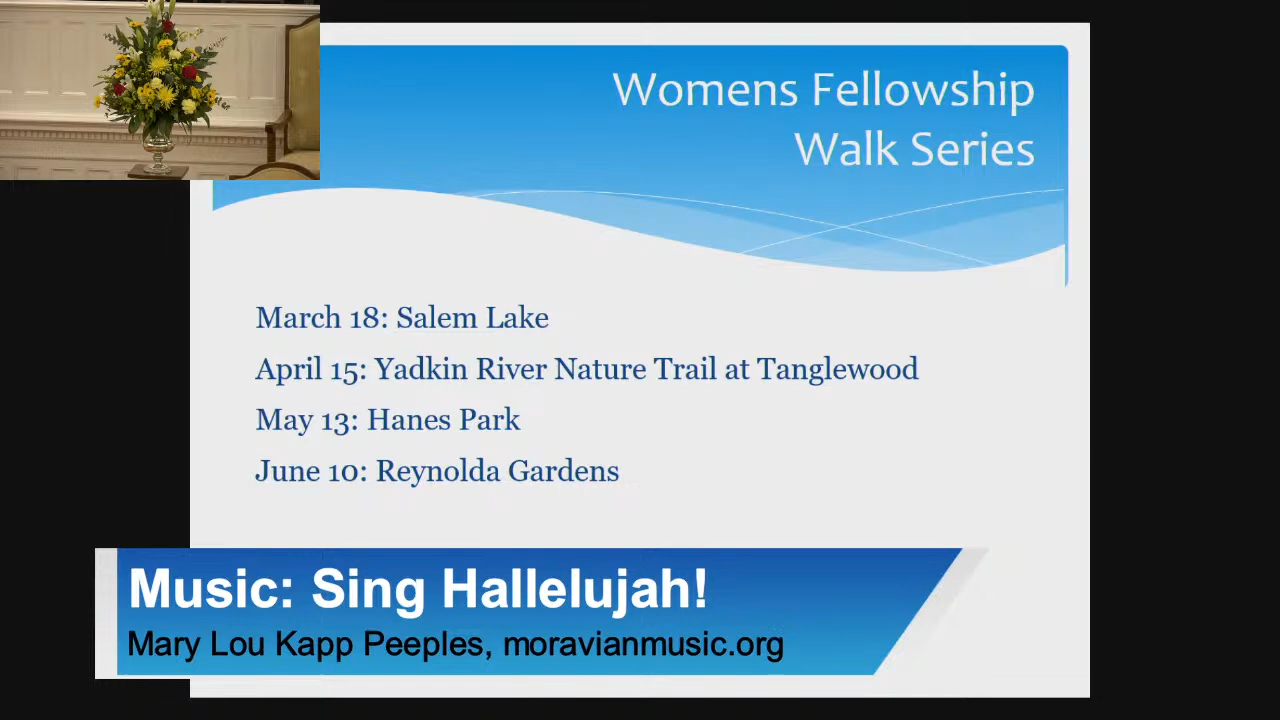 Womens Fellowship
Walk Series
March 18: Salem Lake
April 15: Yadkin River Nature Trail at Tanglewood
May 13: Hanes Park
June 10: Reynolda Gardens
Music: Sing Hallelujah!
Mary Lou Kapp Peeples, moravianmusic.org